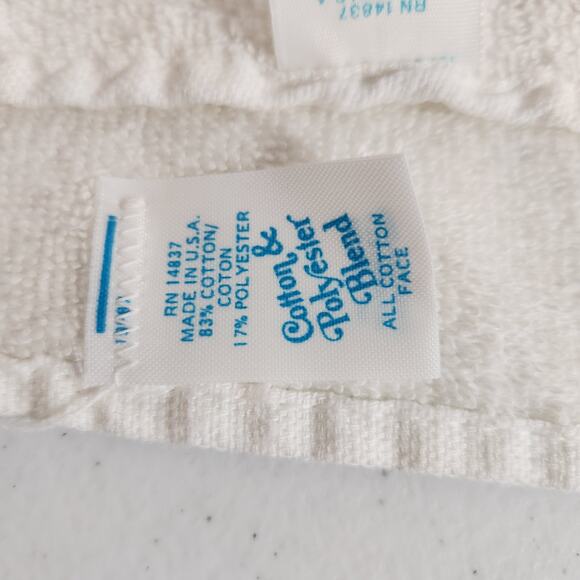 RN 14837
MADE IN U.S.A.
83% COTTON/
COTON
17% POLYESTER
Cotton &
Polyester
Blend
ALL COTTON
FACE
RN 14837